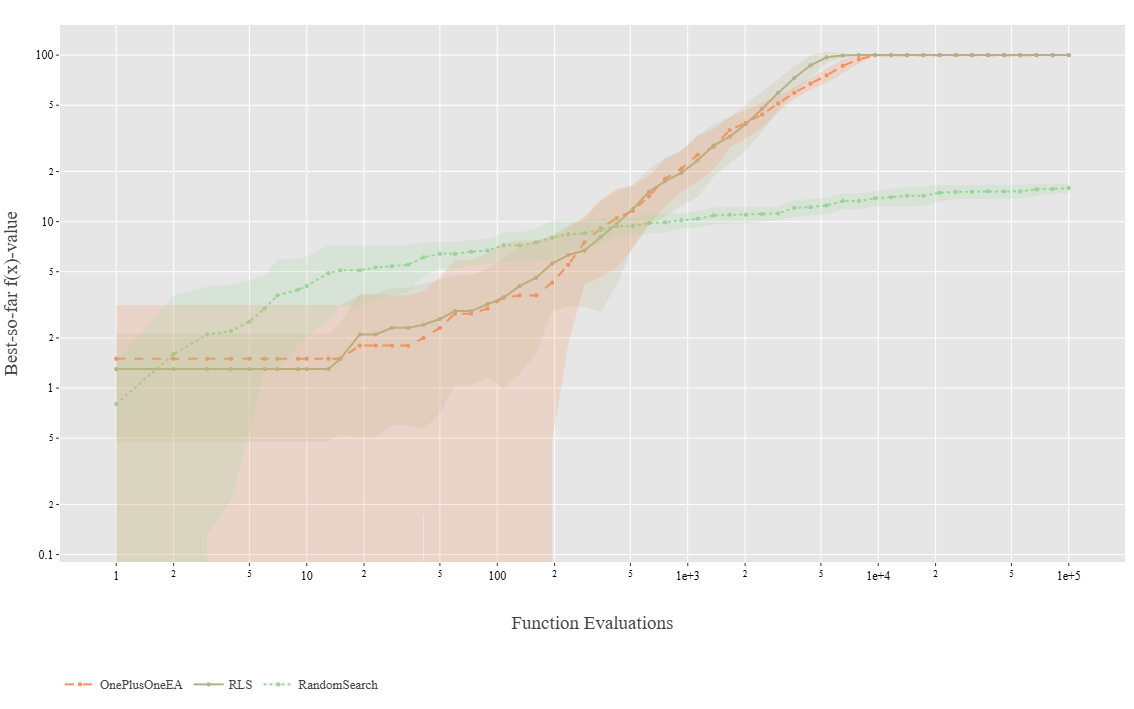 Best-so-far f(x)-value
100
5
2
10
5
2
1
5
2
0.1
1 2 5 10 2 5 100 2 5 1e+3 2 5 1e+4 2 5 1e+5
Function Evaluations
OnePlusOneEA RLS RandomSearch